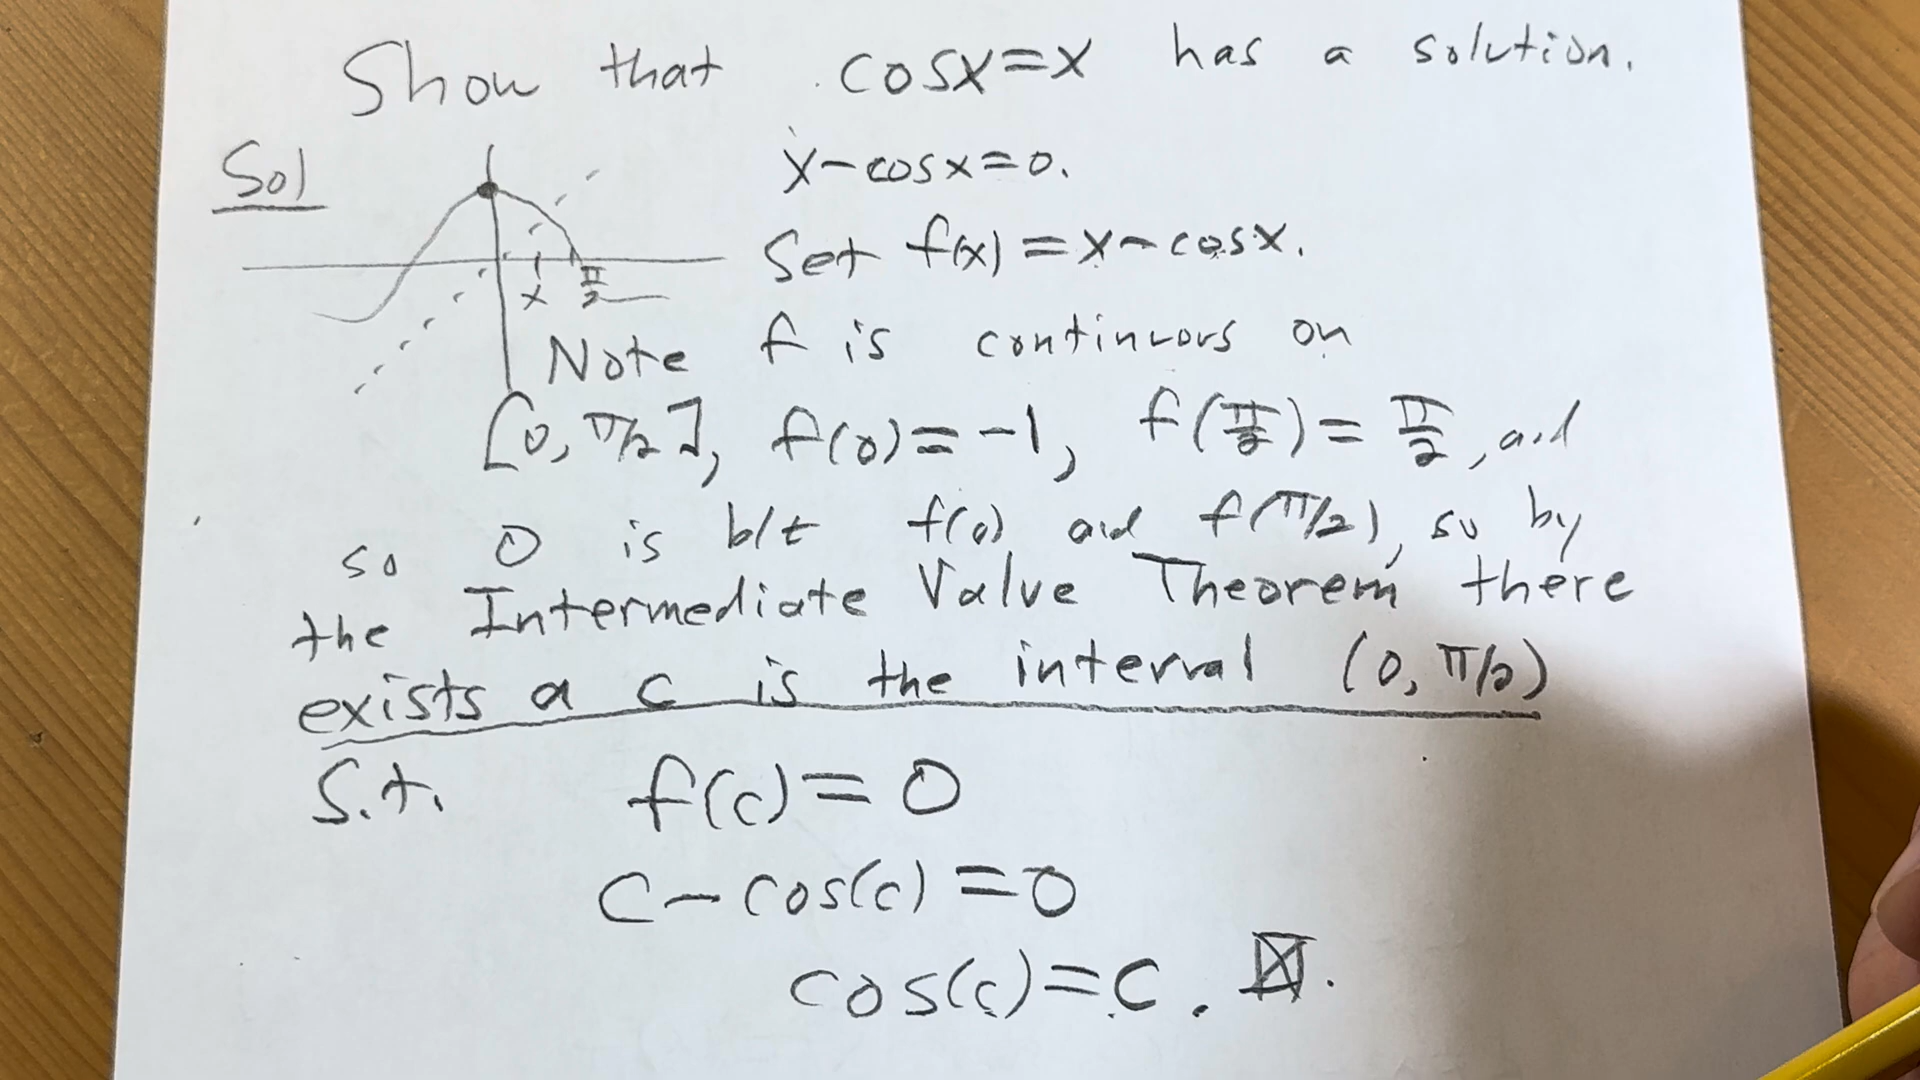 Show that cosx=x has a solution.
Sol
x-cosx=0.
Set f(x)=x-cosx.
x π/2
Note f is continuous on
[0, π/2], f(0)=-1, f(π/2)=π/2, and
so 0 is b/t f(0) and f(π/2), so by
the Intermediate Value Theorem there
exists a c is the interval (0, π/2)
s.t. f(c)=0
c-cos(c)=0
cos(c)=c.